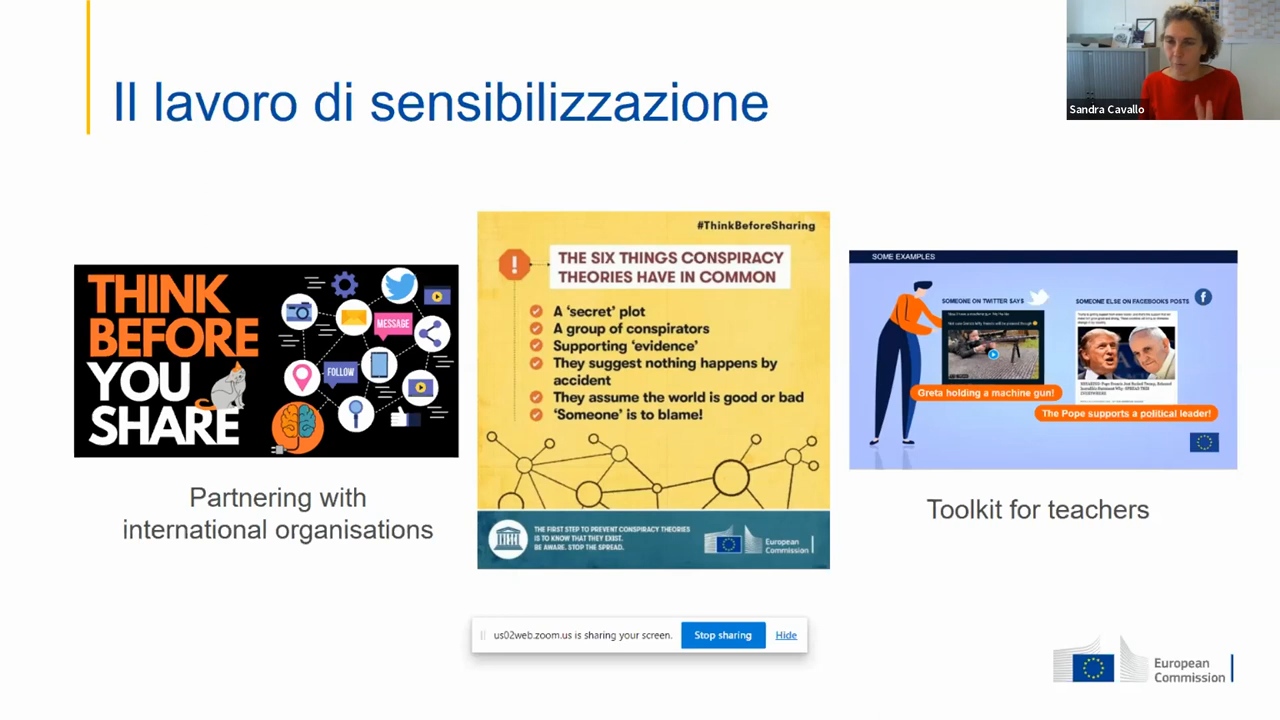 Il lavoro di sensibilizzazione
Sandra Cavallo
THINK
BEFORE
YOU
SHARE
MESSAGE
FOLLOW
Partnering with
international organisations
#ThinkBeforeSharing
!
THE SIX THINGS CONSPIRACY
THEORIES HAVE IN COMMON
A ‘secret’ plot
A group of conspirators
Supporting ‘evidence’
They suggest nothing happens by
accident
They assume the world is good or bad
‘Someone’ is to blame!
THE FIRST STEP TO PREVENT CONSPIRACY THEORIES
IS TO KNOW THAT THEY EXIST.
BE AWARE. STOP THE SPREAD.
European
Commission
SOME EXAMPLES
SOMEONE ON TWITTER SAYS
SOMEONE ELSE ON FACEBOOKS POSTS
Greta holding a machine gun!
The Pope supports a political leader!
Toolkit for teachers
us02web.zoom.us is sharing your screen.
Stop sharing
Hide
European
Commission